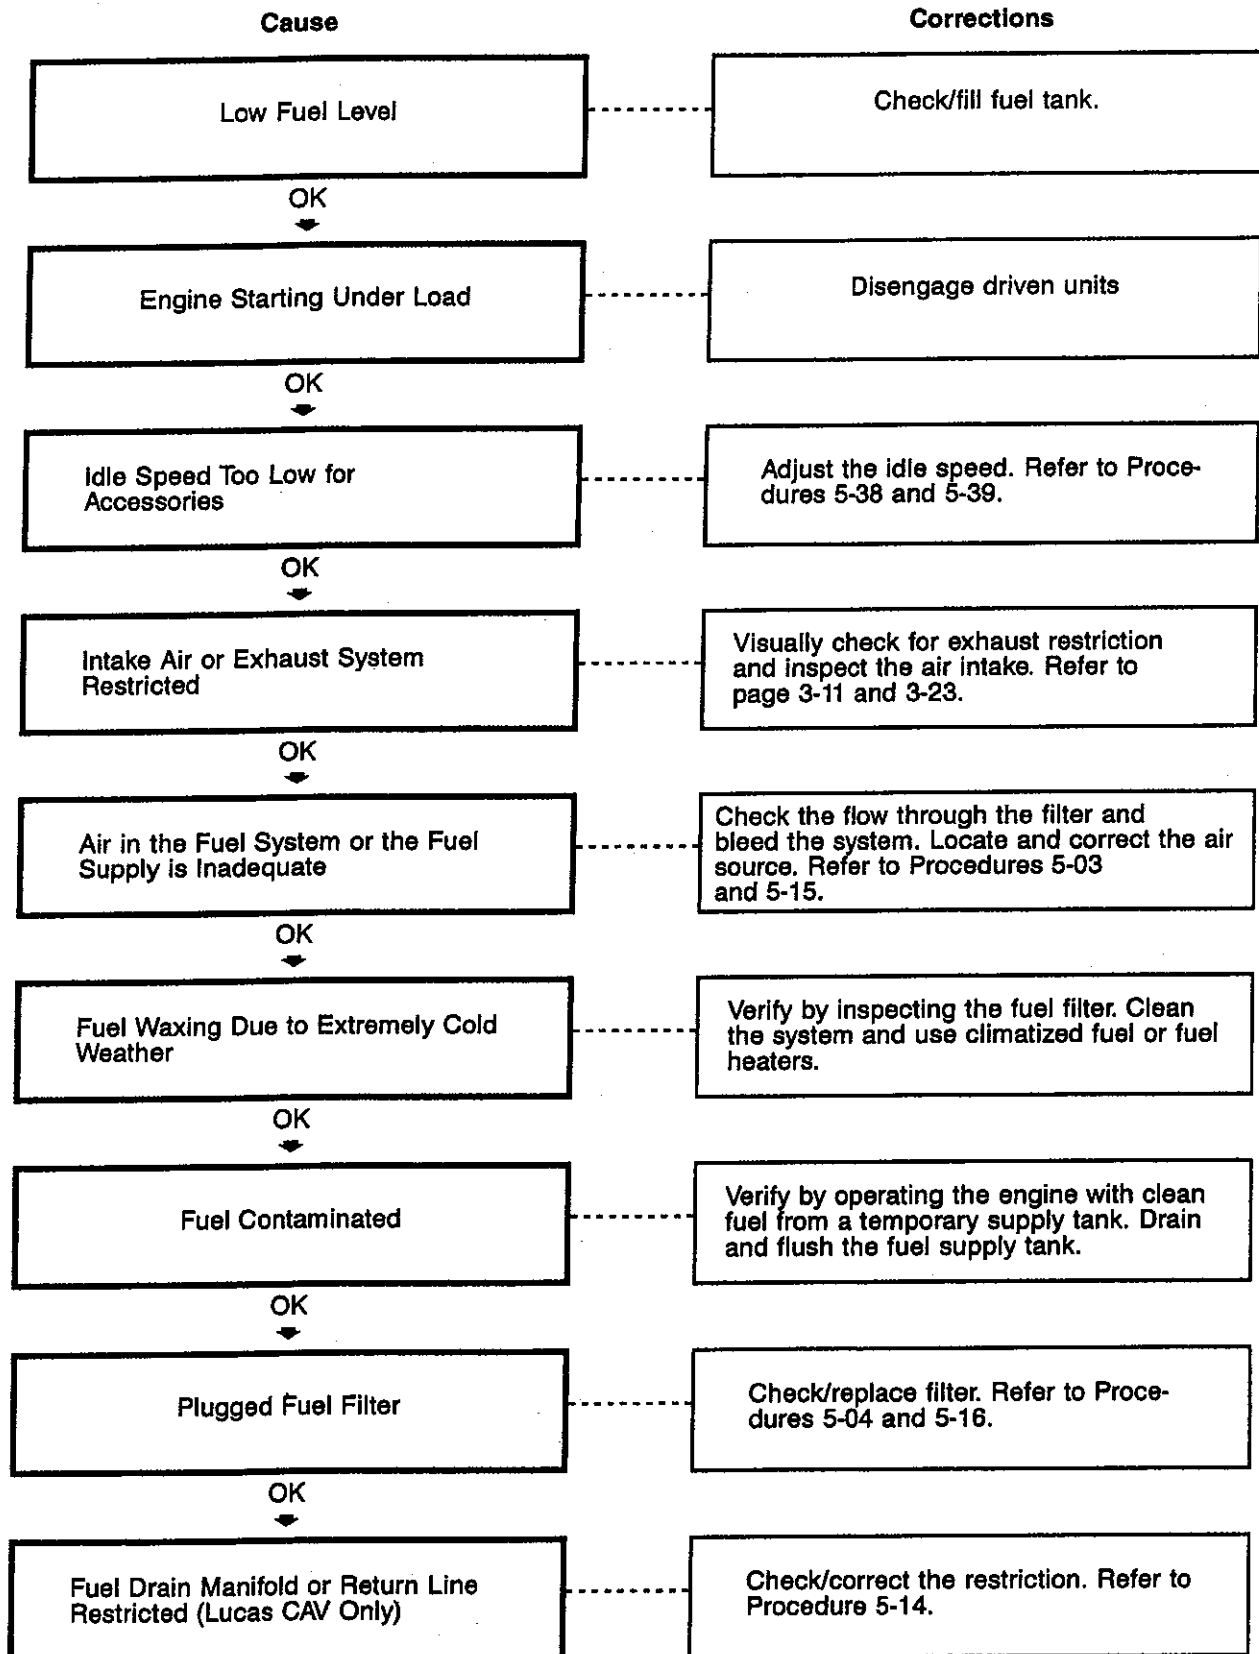 Cause
Corrections
Low Fuel Level
Check/fill fuel tank.
OK
Engine Starting Under Load
Disengage driven units
OK
Idle Speed Too Low for
Accessories
Adjust the idle speed. Refer to Proce-
dures 5-38 and 5-39.
OK
Intake Air or Exhaust System
Restricted
Visually check for exhaust restriction
and inspect the air intake. Refer to
page 3-11 and 3-23.
OK
Air in the Fuel System or the Fuel
Supply is Inadequate
Check the flow through the filter and
bleed the system. Locate and correct the air
source. Refer to Procedures 5-03
and 5-15.
OK
Fuel Waxing Due to Extremely Cold
Weather
Verify by inspecting the fuel filter. Clean
the system and use climatized fuel or fuel
heaters.
OK
Fuel Contaminated
Verify by operating the engine with clean
fuel from a temporary supply tank. Drain
and flush the fuel supply tank.
OK
Plugged Fuel Filter
Check/replace filter. Refer to Proce-
dures 5-04 and 5-16.
OK
Fuel Drain Manifold or Return Line
Restricted (Lucas CAV Only)
Check/correct the restriction. Refer to
Procedure 5-14.